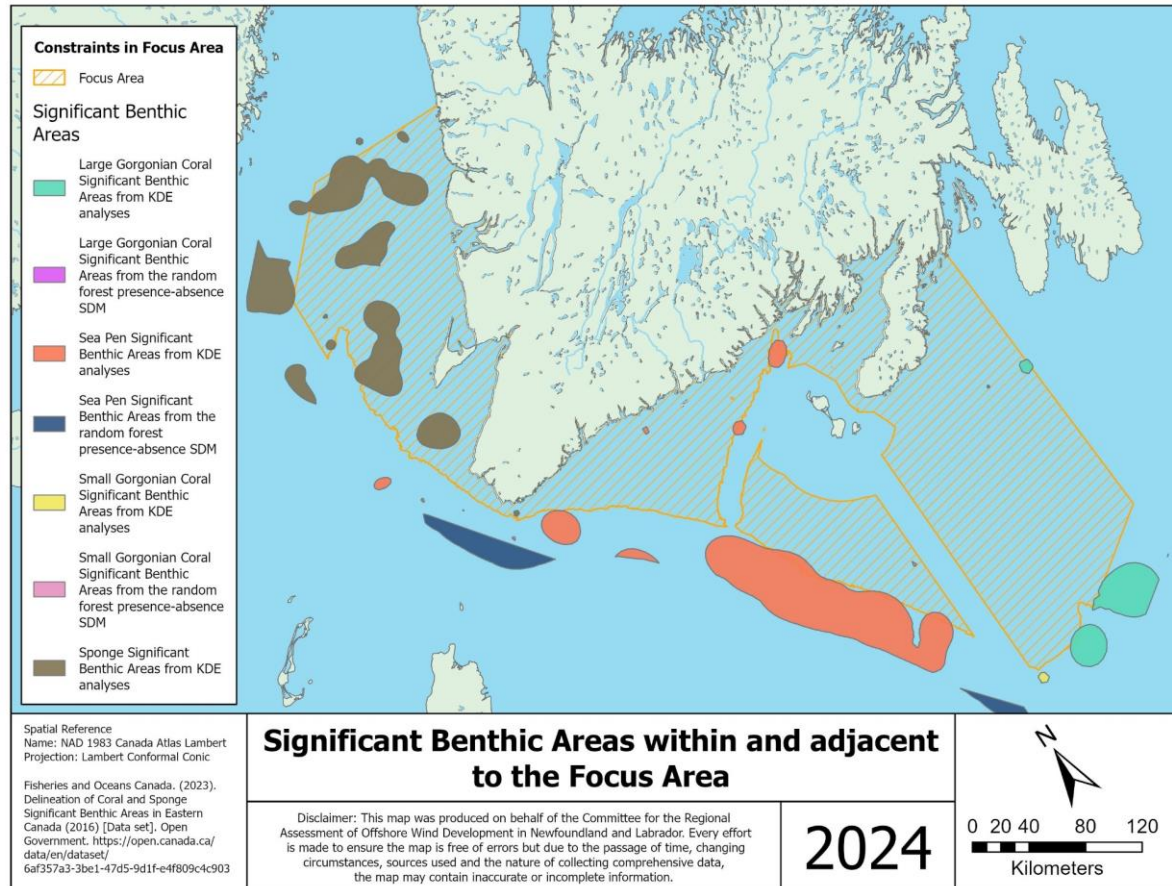 Constraints in Focus Area
Focus Area
Significant Benthic
Areas
Large Gorgonian Coral
Significant Benthic
Areas from KDE
analyses
Large Gorgonian Coral
Significant Benthic
Areas from the random
forest presence-absence
SDM
Sea Pen Significant
Benthic Areas from KDE
analyses
Sea Pen Significant
Benthic Areas from the
random forest
presence-absence SDM
Small Gorgonian Coral
Significant Benthic
Areas from KDE
analyses
Small Gorgonian Coral
Significant Benthic
Areas from the random
forest presence-absence
SDM
Sponge Significant
Benthic Areas from KDE
analyses
Spatial Reference
Name: NAD 1983 Canada Atlas Lambert
Projection: Lambert Conformal Conic
Fisheries and Oceans Canada. (2023).
Delineation of Coral and Sponge
Significant Benthic Areas in Eastern
Canada (2016) [Data set]. Open
Government. https://open.canada.ca/
data/en/dataset/
6af357a3-3be1-47d5-9d1f-e4f809c4c903
Significant Benthic Areas within and adjacent
to the Focus Area
Disclaimer: This map was produced on behalf of the Committee for the Regional
Assessment of Offshore Wind Development in Newfoundland and Labrador. Every effort
is made to ensure the map is free of errors but due to the passage of time, changing
circumstances, sources used and the nature of collecting comprehensive data,
the map may contain inaccurate or incomplete information.
2024
N
0 20 40 80 120
Kilometers